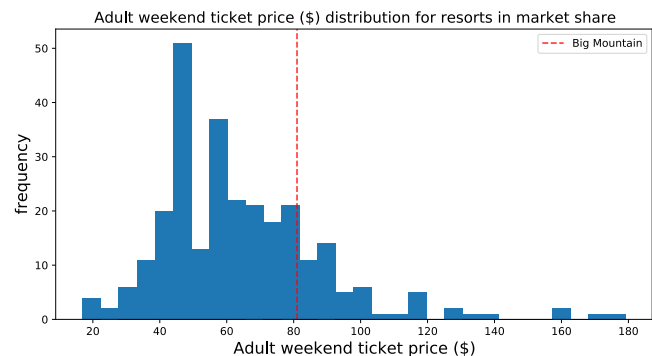 Adult weekend ticket price ($) distribution for resorts in market share
Big Mountain
frequency
50
40
30
20
10
0
20 40 60 80 100 120 140 160 180
Adult weekend ticket price ($)